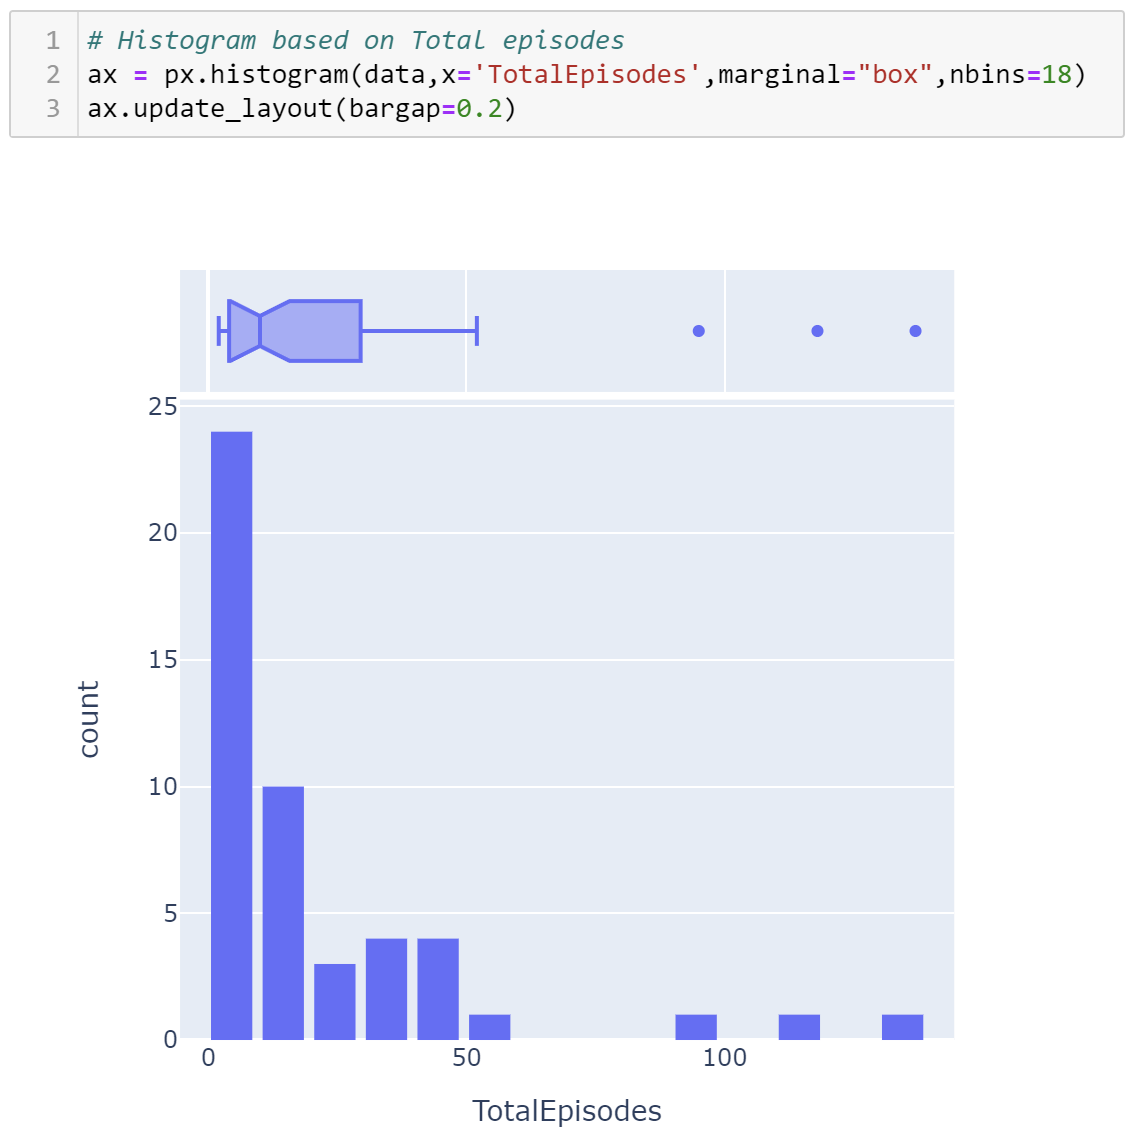 1 # Histogram based on Total episodes
2 ax = px.histogram(data,x='TotalEpisodes',marginal="box",nbins=18)
3 ax.update_layout(bargap=0.2)
25
20
15
10
5
0
count
0 50 100
TotalEpisodes